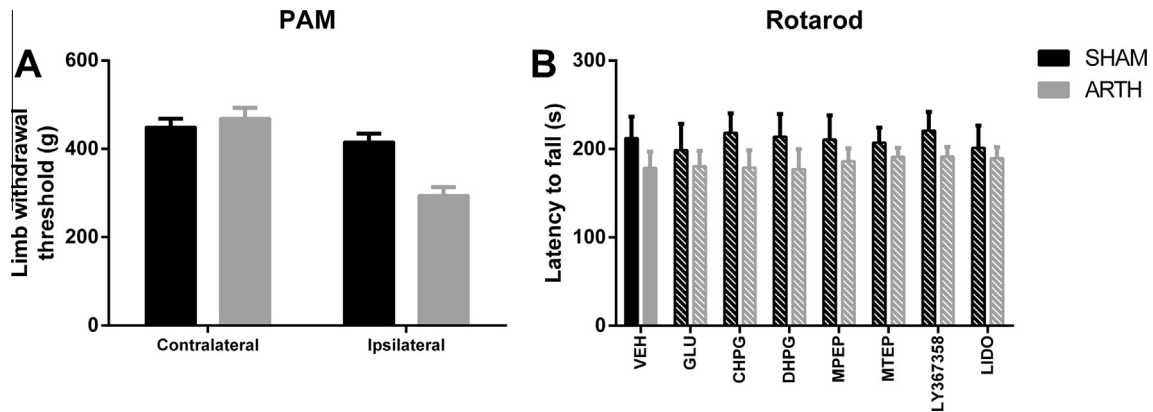 PAM
A
Limb withdrawal
threshold (g)
600
400
200
0
Contralateral
Ipsilateral
Rotarod
B
Latency to fall (s)
300
200
100
0
VEH
GLU
CHPG
DHPG
MPEP
MTEP
LY367358
LIDO
SHAM
ARTH